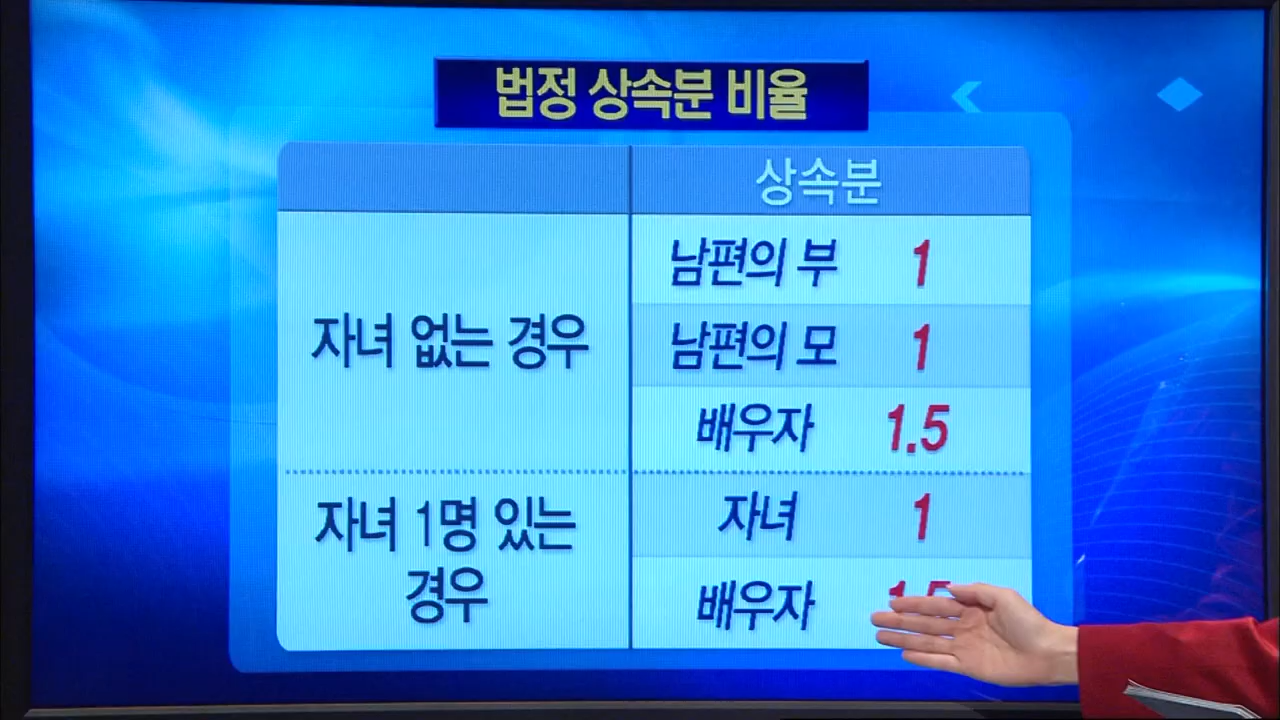 법정 상속분 비율
상속분
자녀 없는 경우
남편의 부 1
남편의 모 1
배우자 1.5
자녀 1명 있는
경우
자녀 1
배우자 1.5